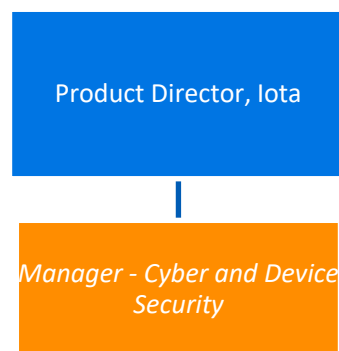 Product Director, Iota
Manager - Cyber and Device
Security